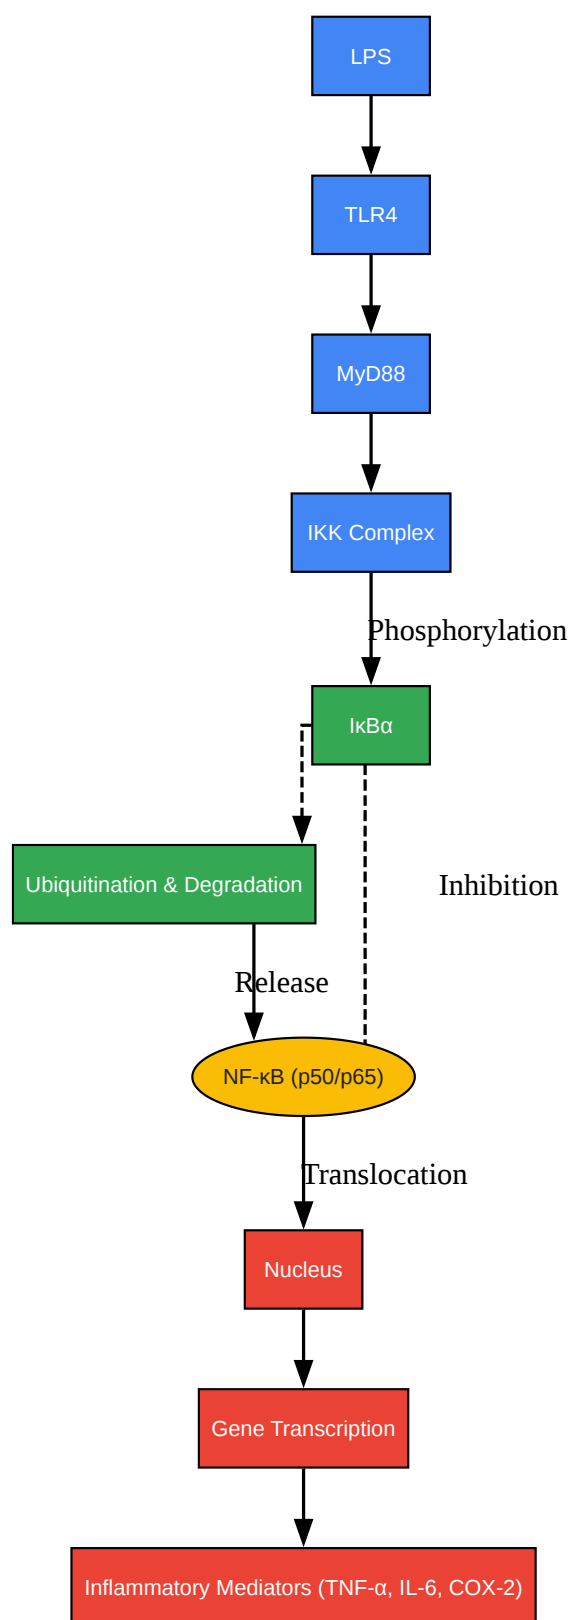 LPS
TLR4
MyD88
IKK Complex
Phosphorylation
IκBα
Ubiquitination & Degradation
Inhibition
Release
NF-κB (p50/p65)
Translocation
Nucleus
Gene Transcription
Inflammatory Mediators (TNF-α, IL-6, COX-2)